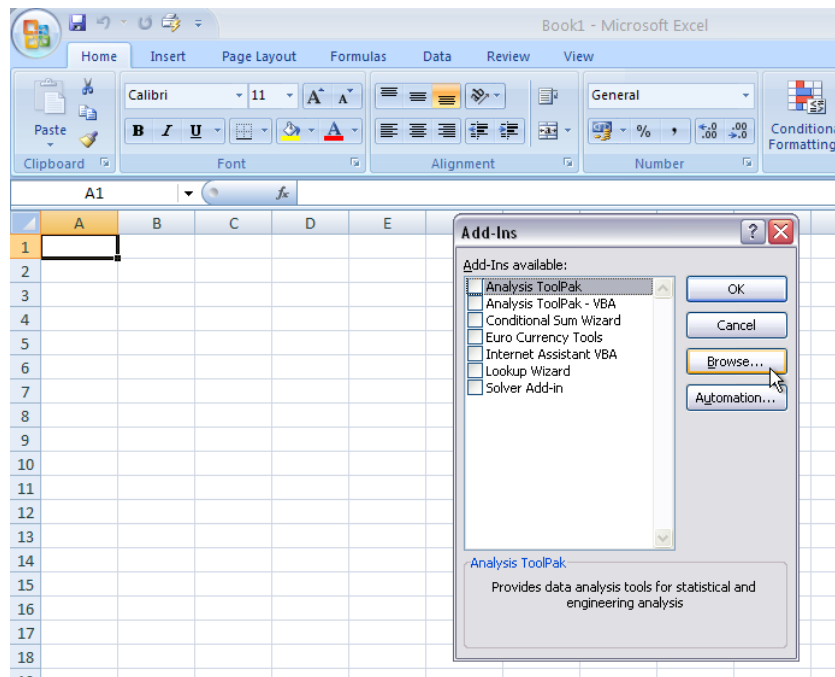 Book1 - Microsoft Excel
Home Insert Page Layout Formulas Data Review View
Calibri 11 A A General
Paste B I U A % , .0 .00 .00 .0 Conditiona
Formatting
Clipboard Font Alignment Number
A1 fx
A B C D E
1
2
3
4
5
6
7
8
9
10
11
12
13
14
15
16
17
18
Add-Ins ?
Add-Ins available:
Analysis ToolPak
Analysis ToolPak - VBA
Conditional Sum Wizard
Euro Currency Tools
Internet Assistant VBA
Lookup Wizard
Solver Add-in
OK
Cancel
Browse...
Automation...
Analysis ToolPak
Provides data analysis tools for statistical and
engineering analysis